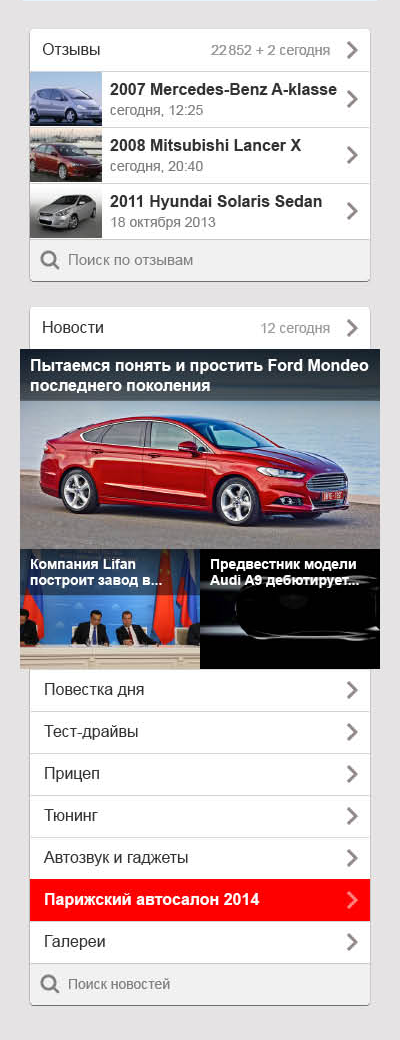 Отзывы 22 852 + 2 сегодня
2007 Mercedes-Benz A-klasse
сегодня, 12:25
2008 Mitsubishi Lancer X
сегодня, 20:40
2011 Hyundai Solaris Sedan
18 октября 2013
Поиск по отзывам
Новости 12 сегодня
Пытаемся понять и простить Ford Mondeo
последнего поколения
Компания Lifan
построит завод в...
Предвестник модели
Audi A9 дебютирует...
Повестка дня
Тест-драйвы
Прицеп
Тюнинг
Автозвук и гаджеты
Парижский автосалон 2014
Галереи
Поиск новостей